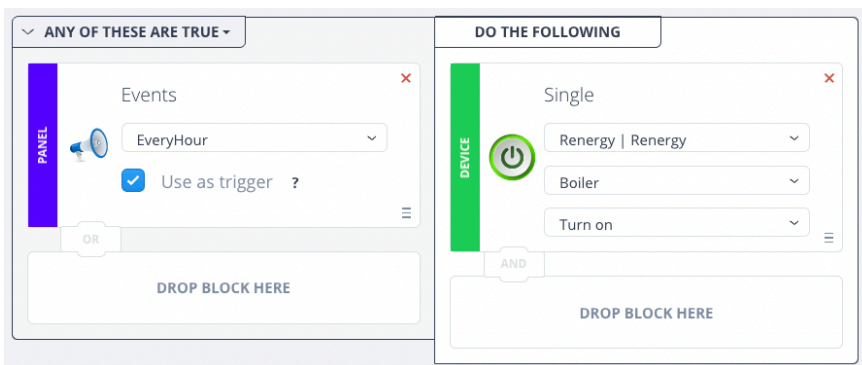 ANY OF THESE ARE TRUE
DO THE FOLLOWING
PANEL
Events
EveryHour
Use as trigger ?
OR
DROP BLOCK HERE
DEVICE
Single
Renergy | Renergy
Boiler
Turn on
AND
DROP BLOCK HERE